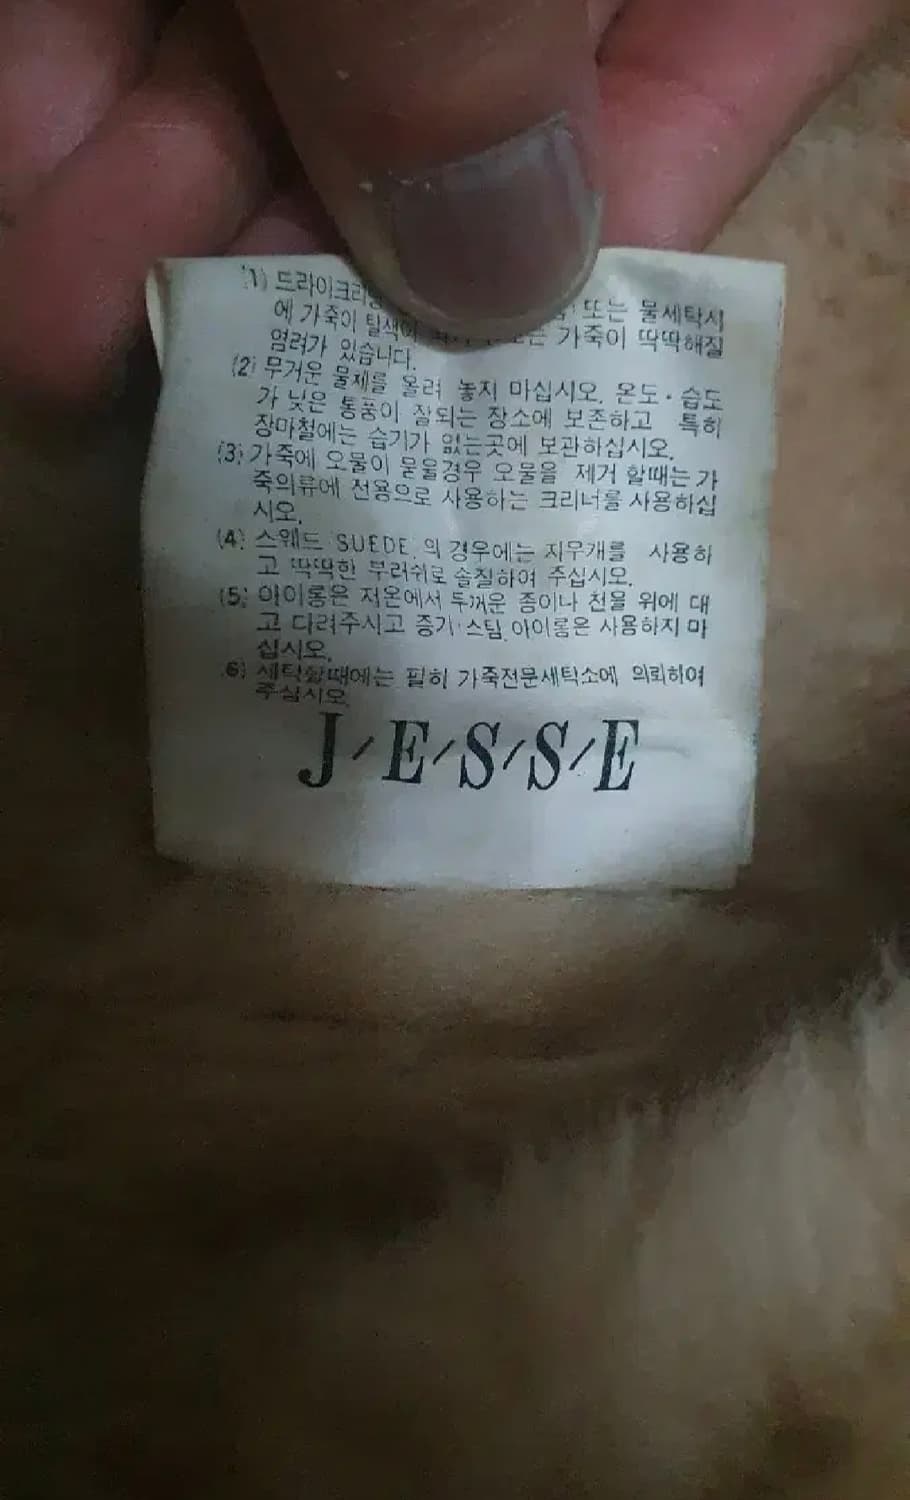 (1) 드라이크리닝 또는 물세탁시
에 가죽이 탈색이 가죽이 딱딱해질
염려가 있습니다.
(2) 무거운 물체를 올려 놓지 마십시오. 온도·습도
가 낮은 통풍이 잘되는 장소에 보존하고 특히
장마철에는 습기가 없는곳에 보관하십시오.
(3) 가죽에 오물이 묻을경우 오물을 제거 할때는 가
죽의류에 전용으로 사용하는 크리너를 사용하십
시오.
(4) 스웨드 SUEDE 의 경우에는 지우개를 사용하
고 딱딱한 부러쉬로 솔질하여 주십시오.
(5) 아이롱은 저온에서 두꺼운 종이나 천을 위에 대
고 다려주시고 증기·스팀 아이롱은 사용하지 마
십시오.
6) 세탁할때에는 필히 가죽전문세탁소에 의뢰하여
주십시오.
J/E/S/S/E